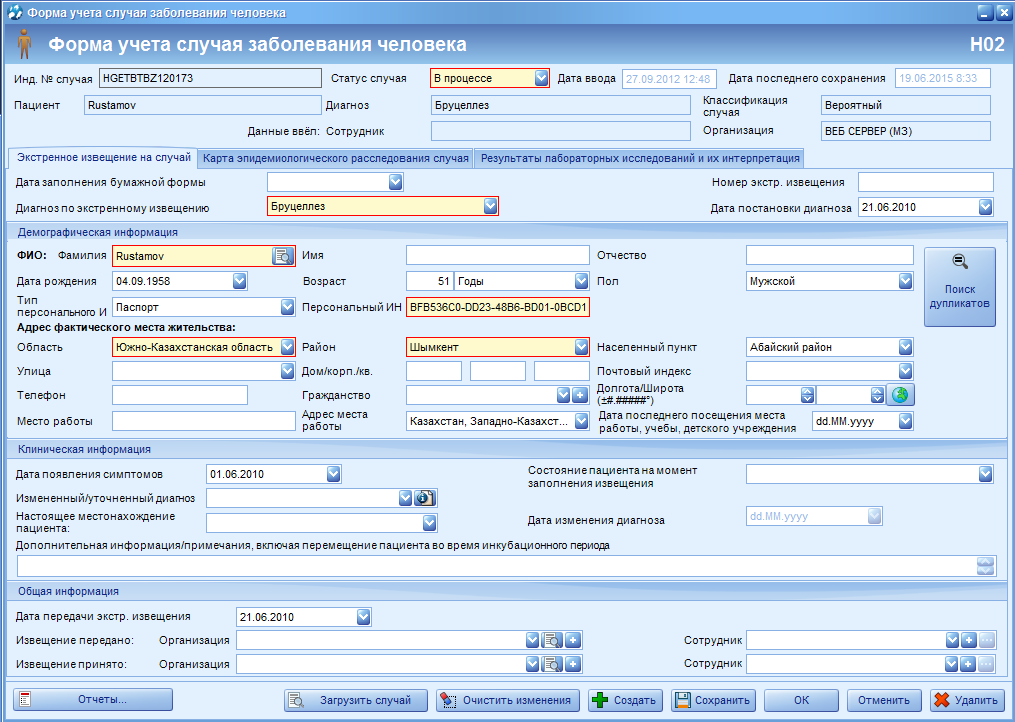 Форма учета случая заболевания человека
Форма учета случая заболевания человека H02
Инд. № случая HGETBTBZ120173 Статус случая В процессе Дата ввода 27.09.2012 12:48 Дата последнего сохранения 19.06.2015 8:33
Пациент Rustamov Диагноз Бруцеллез Классификация случая Вероятный
Данные ввёл: Сотрудник Организация ВЕБ СЕРВЕР (МЗ)
Экстренное извещение на случай Карта эпидемиологического расследования случая Результаты лабораторных исследований и их интерпретация
Дата заполнения бумажной формы Номер экстр. извещения
Диагноз по экстренному извещению Бруцеллез Дата постановки диагноза 21.06.2010
Демографическая информация
ФИО: Фамилия Rustamov Имя Отчество
Дата рождения 04.09.1958 Возраст 51 Годы Пол Мужской
Поиск дупликатов
Тип персонального И Паспорт Персональный ИН BFB536C0-DD23-48B6-BD01-0BCD1
Адрес фактического места жительства:
Область Южно-Казахстанская область Район Шымкент Населенный пункт Абайский район
Улица Дом/корп./кв. Почтовый индекс
Телефон Гражданство Долгота/Широта (±#.#####°)
Место работы Адрес места работы Казахстан, Западно-Казахст... Дата последнего посещения места работы, учебы, детского учреждения dd.MM.yyyy
Клиническая информация
Дата появления симптомов 01.06.2010 Состояние пациента на момент заполнения извещения
Измененный/уточненный диагноз
Настоящее местонахождение пациента: Дата изменения диагноза dd.MM.yyyy
Дополнительная информация/примечания, включая перемещение пациента во время инкубационного периода
Общая информация
Дата передачи экстр. извещения 21.06.2010
Извещение передано: Организация Сотрудник
Извещение принято: Организация Сотрудник
Отчеты... Загрузить случай Очистить изменения Создать Сохранить ОК Отменить Удалить